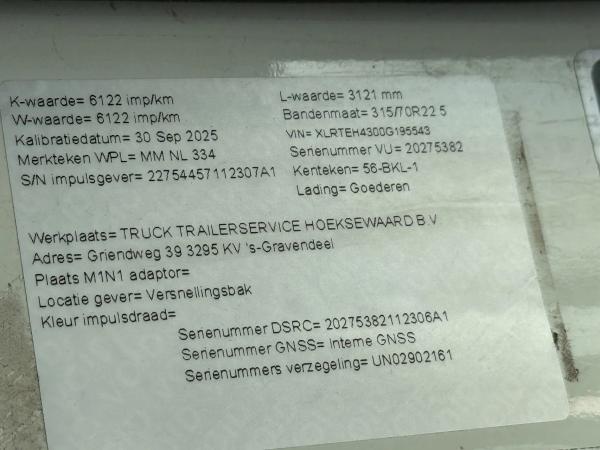 K-waarde= 6122 imp/km
W-waarde= 6122 imp/km
Kalibratiedatum= 30 Sep 2025
Merkteken WPL= MM NL 334
S/N impulsgever= 22754457112307A1
L-waarde= 3121 mm
Bandenmaat= 315/70R22.5
VIN= XLRTEH4300G195543
Serienummer VU= 20275382
Kenteken= 56-BKL-1
Lading= Goederen
Werkplaats= TRUCK TRAILERSERVICE HOEKSEWAARD B.V
Adres= Griendweg 39 3295 KV 's-Gravendeel
Plaats M1N1 adaptor=
Locatie gever= Versnellingsbak
Kleur impulsdraad=
Serienummer DSRC= 20275382112306A1
Serienummer GNSS= Interne GNSS
Serienummers verzegeling= UN02902161